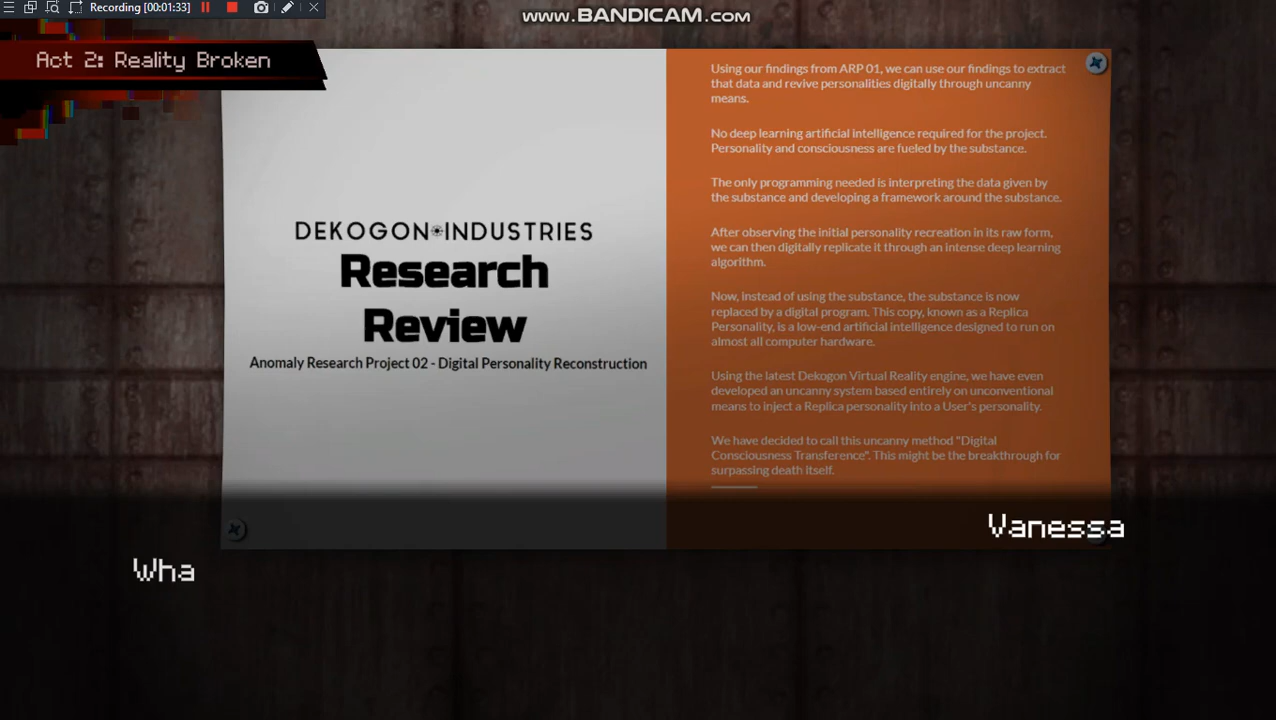 Recording [00:01:33]
www.BANDICAM.com
Act 2: Reality Broken
DEKOGON INDUSTRIES
Research
Review
Anomaly Research Project 02 - Digital Personality Reconstruction
Using our findings from ARP 01, we can use our findings to extract
that data and revive personalities digitally through uncanny
means.
No deep learning artificial intelligence required for the project.
Personality and consciousness are fueled by the substance.
The only programming needed is interpreting the data given by
the substance and developing a framework around the substance.
After observing the initial personality recreation in its raw form,
we can then digitally replicate it through an intense deep learning
algorithm.
Now, instead of using the substance, the substance is now
replaced by a digital program. This copy, known as a Replica
Personality, is a low-end artificial intelligence designed to run on
almost all computer hardware.
Using the latest Dekogon Virtual Reality engine, we have even
developed an uncanny system based entirely on unconventional
means to inject a Replica personality into a User's personality.
We have decided to call this uncanny method "Digital
Consciousness Transference". This might be the breakthrough for
surpassing death itself.
Vanessa
Wha